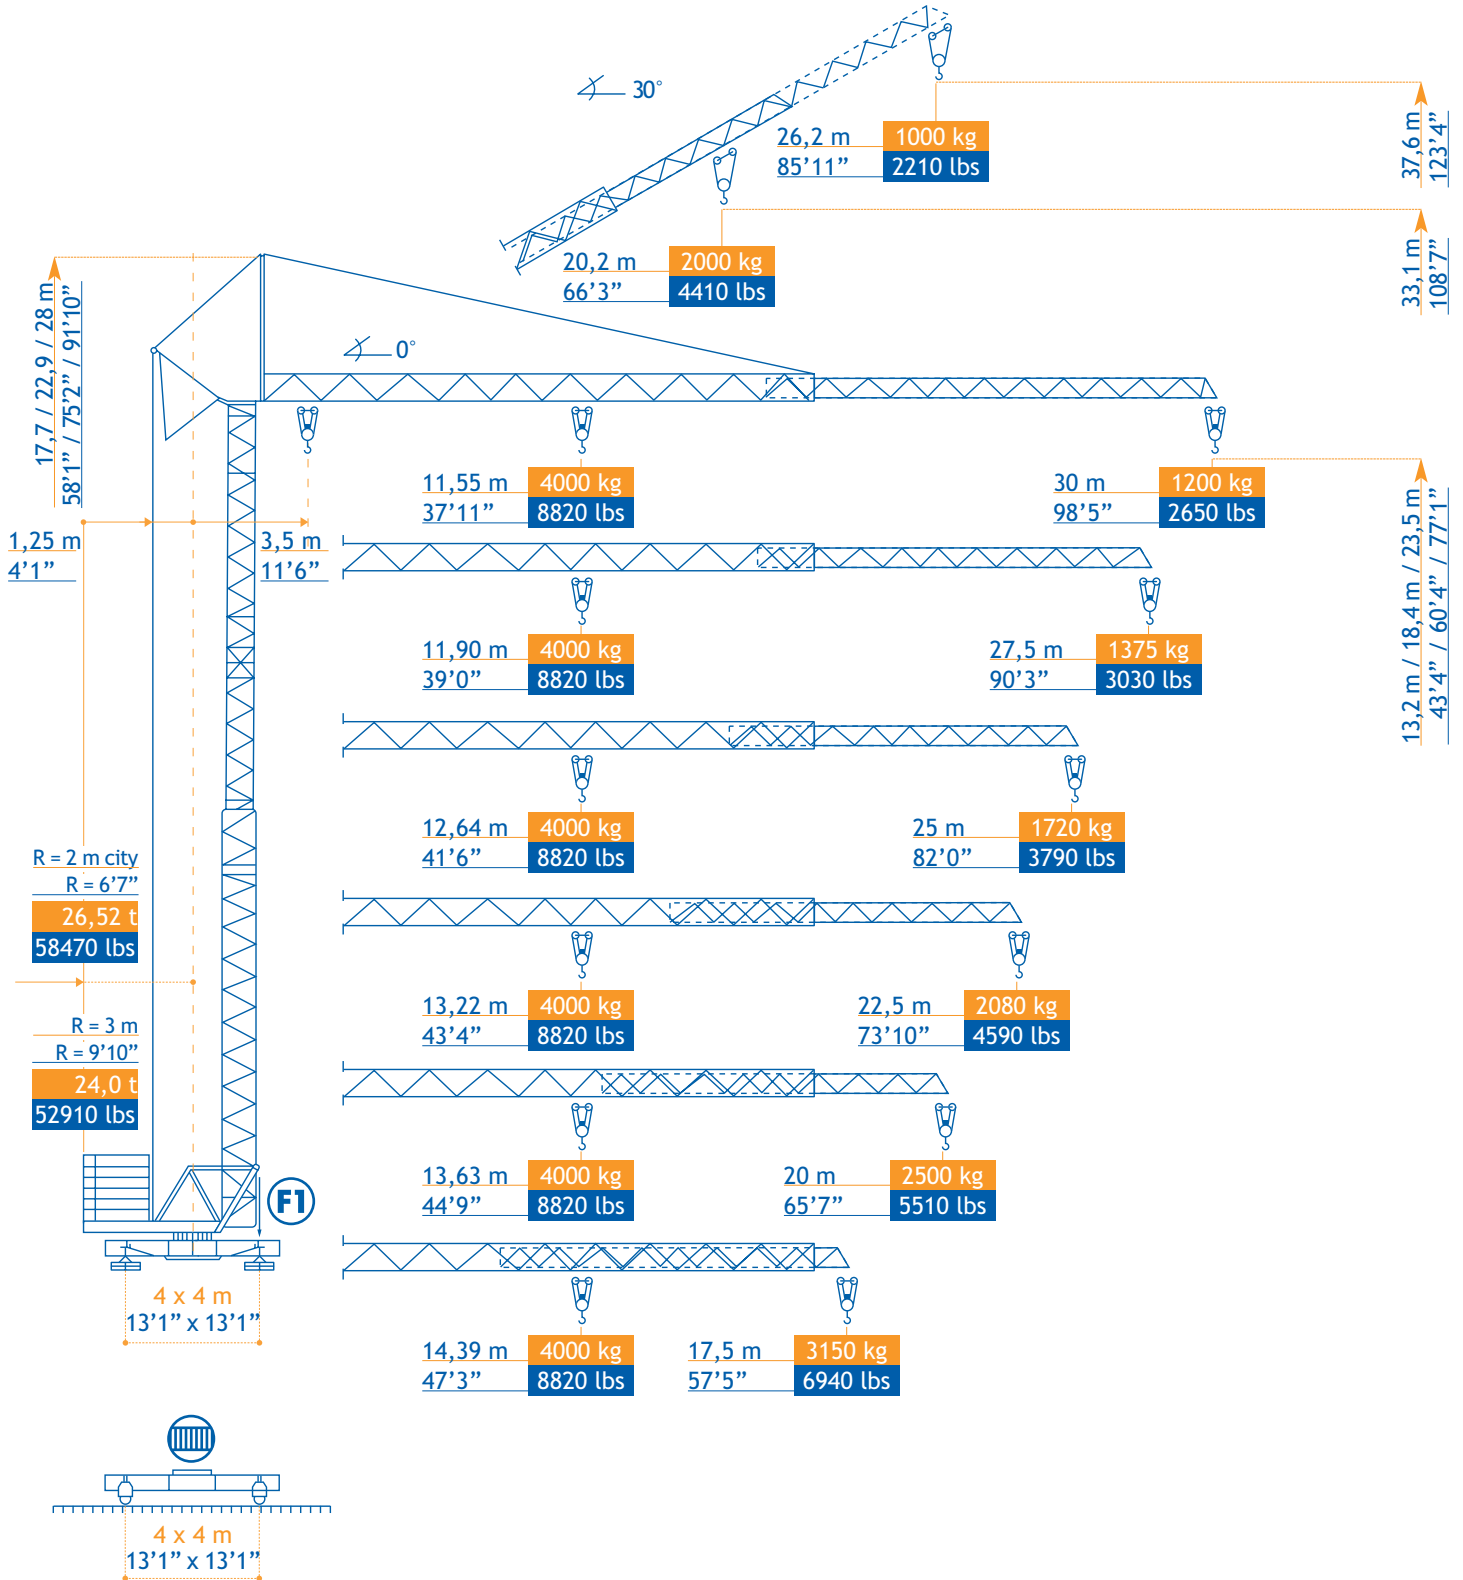 30°
26,2 m 1000 kg
85’11” 2210 lbs
37,6 m
123’4”
20,2 m 2000 kg
66’3” 4410 lbs
33,1 m
108’7”
17,7 / 22,9 / 28 m
58’1” / 75’2” / 91’10”
0°
11,55 m 4000 kg
37’11” 8820 lbs
30 m 1200 kg
98’5” 2650 lbs
13,2 m / 18,4 m / 23,5 m
43’4” / 60’4” / 77’1”
1,25 m
4’1”
3,5 m
11’6”
11,90 m 4000 kg
39’0” 8820 lbs
27,5 m 1375 kg
90’3” 3030 lbs
12,64 m 4000 kg
41’6” 8820 lbs
25 m 1720 kg
82’0” 3790 lbs
R = 2 m city
R = 6’7”
26,52 t
58470 lbs
13,22 m 4000 kg
43’4” 8820 lbs
22,5 m 2080 kg
73’10” 4590 lbs
R = 3 m
R = 9’10”
24,0 t
52910 lbs
13,63 m 4000 kg
44’9” 8820 lbs
20 m 2500 kg
65’7” 5510 lbs
F1
4 x 4 m
13’1” x 13’1”
14,39 m 4000 kg
47’3” 8820 lbs
17,5 m 3150 kg
57’5” 6940 lbs
4 x 4 m
13’1” x 13’1”